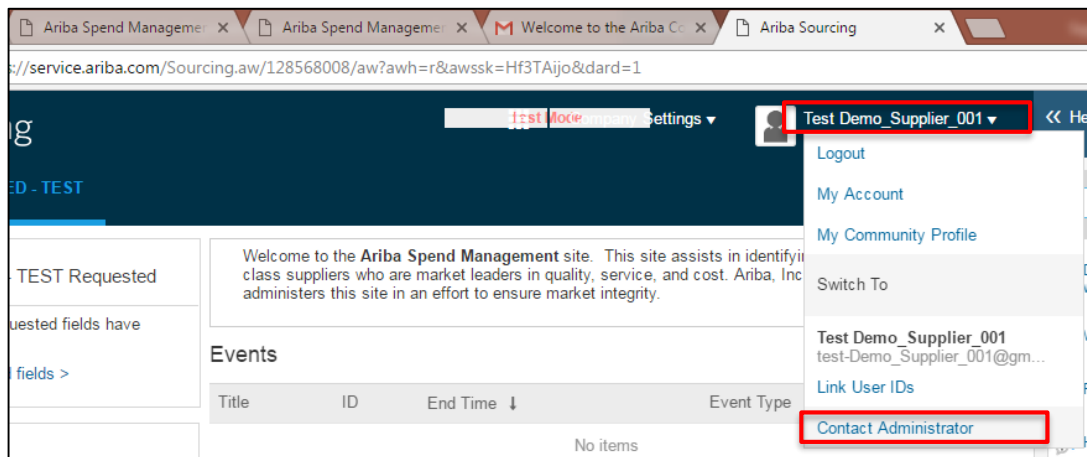 Ariba Spend Managemer
Ariba Spend Managemer
Welcome to the Ariba Co
Ariba Sourcing
s://service.ariba.com/Sourcing.aw/128568008/aw?awh=r&awssk=Hf3TAijo&dard=1
ng
Test Mode
Company Settings ▾
Test Demo_Supplier_001 ▾
« He
ED - TEST
Logout
My Account
My Community Profile
Switch To
Test Demo_Supplier_001
test-Demo_Supplier_001@gm...
Link User IDs
Contact Administrator
- TEST Requested
uested fields have
fields >
Welcome to the Ariba Spend Management site. This site assists in identifyi
class suppliers who are market leaders in quality, service, and cost. Ariba, Inc
administers this site in an effort to ensure market integrity.
Events
Title ID End Time ↓ Event Type
No items